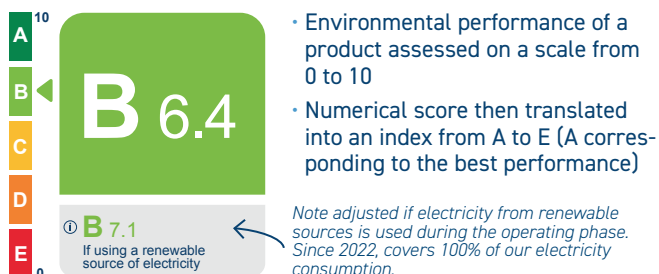 10
A
B
C
D
E
0
B 6.4
ⓘ B 7.1
If using a renewable
source of electricity
• Environmental performance of a
product assessed on a scale from
0 to 10
• Numerical score then translated
into an index from A to E (A corres-
ponding to the best performance)
Note adjusted if electricity from renewable
sources is used during the operating phase.
Since 2022, covers 100% of our electricity
consumption.